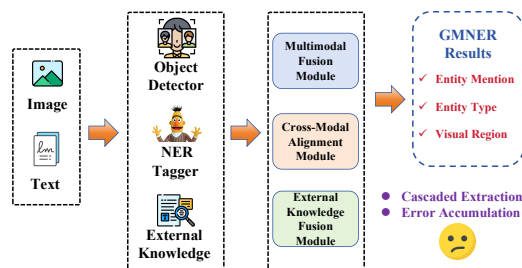 Image
lm
Text
Object
Detector
NER
Tagger
External
Knowledge
Multimodal
Fusion
Module
Cross-Modal
Alignment
Module
External
Knowledge
Fusion
Module
GMNER
Results
✓ Entity Mention
✓ Entity Type
✓ Visual Region
● Cascaded Extraction
● Error Accumulation